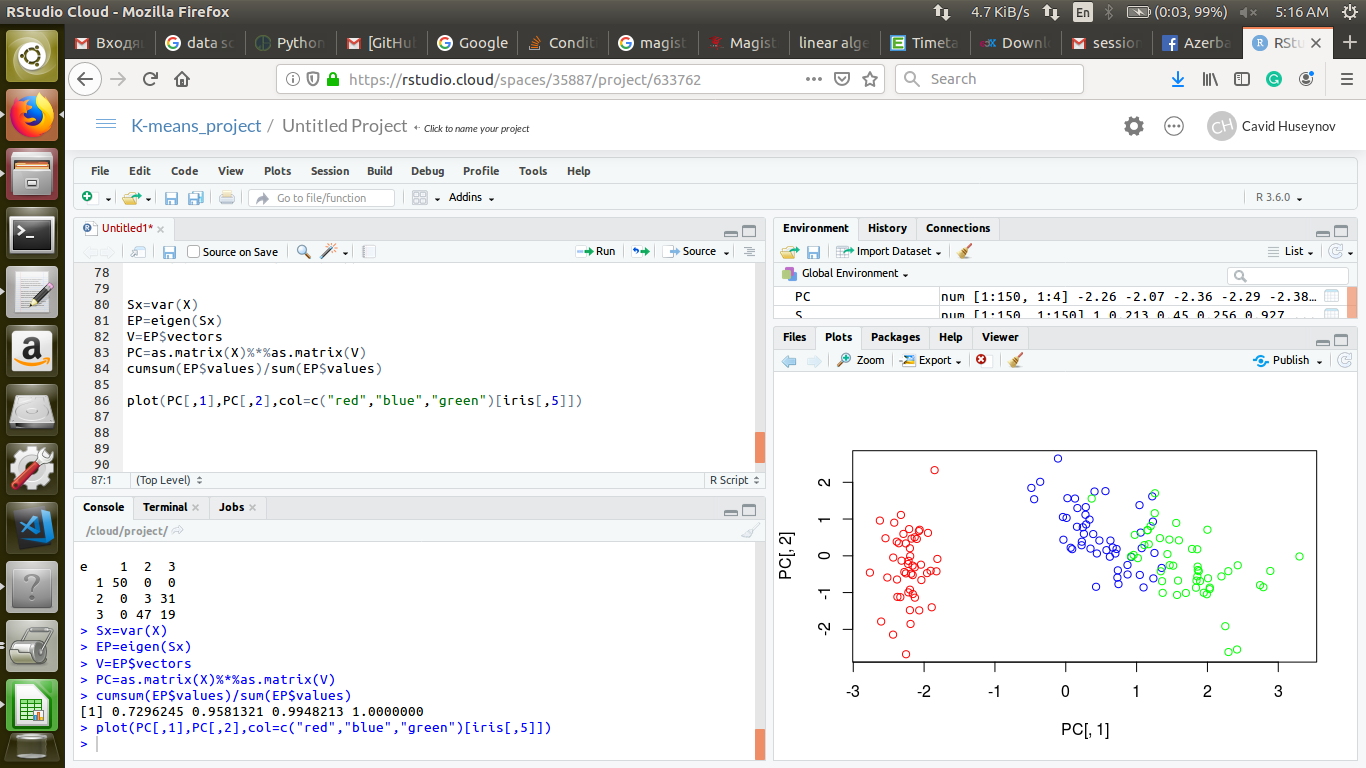 RStudio Cloud - Mozilla Firefox
4.7 KiB/s En (0:03, 99%) 5:16 AM
Входя data sc Python [GitHu Google Condit magist Magist linear alge Timeta Downl session Azerba RStu
https://rstudio.cloud/spaces/35887/project/633762 Search
K-means_project / Untitled Project ← Click to name your project CH Cavid Huseynov
File Edit Code View Plots Session Build Debug Profile Tools Help
Go to file/function Addins R 3.6.0
Untitled1*
Source on Save Run Source
78
79
80 Sx=var(X)
81 EP=eigen(Sx)
82 V=EP$vectors
83 PC=as.matrix(X)%*%as.matrix(V)
84 cumsum(EP$values)/sum(EP$values)
85
86 plot(PC[,1],PC[,2],col=c("red","blue","green")[iris[,5]])
87
88
89
90
87:1 (Top Level) R Script
Console Terminal Jobs
/cloud/project/
e 1 2 3
1 50 0 0
2 0 3 31
3 0 47 19
> Sx=var(X)
> EP=eigen(Sx)
> V=EP$vectors
> PC=as.matrix(X)%*%as.matrix(V)
> cumsum(EP$values)/sum(EP$values)
[1] 0.7296245 0.9581321 0.9948213 1.0000000
> plot(PC[,1],PC[,2],col=c("red","blue","green")[iris[,5]])
>
Environment History Connections
Import Dataset List
Global Environment
PC num [1:150, 1:4] -2.26 -2.07 -2.36 -2.29 -2.38...
S num [1:150, 1:150] 1 0.213 0.45 0.256 0.927 ...
Files Plots Packages Help Viewer
Zoom Export Publish
PC[, 2]
2
1
0
-1
-2
-3 -2 -1 0 1 2 3
PC[, 1]